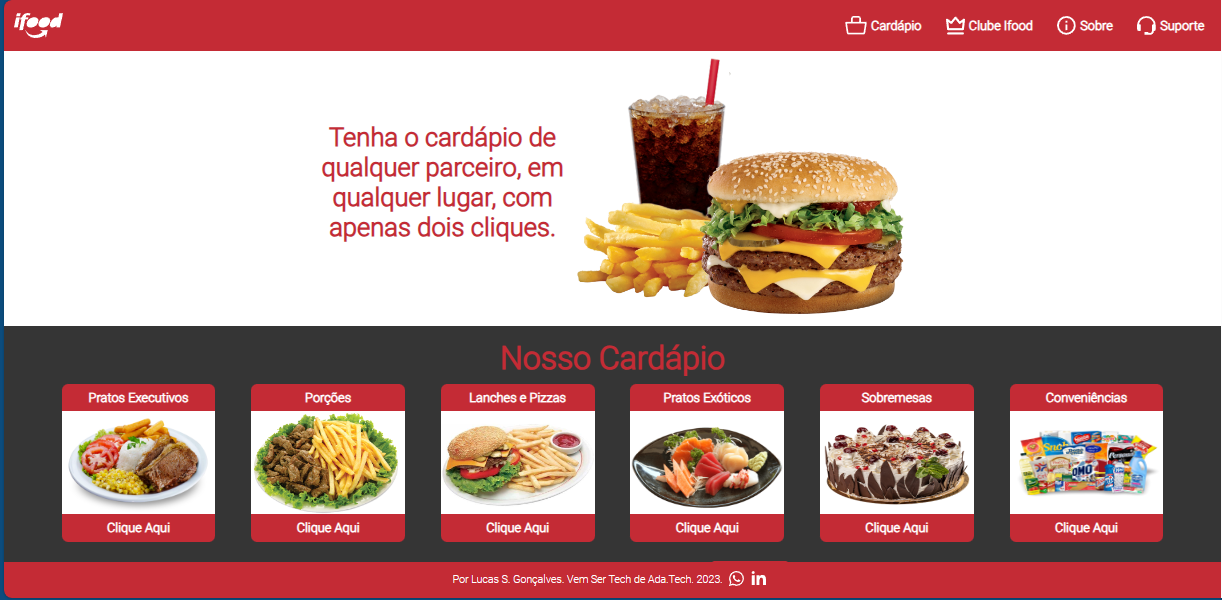 ifood
Cardápio
Clube Ifood
Sobre
Suporte
Tenha o cardápio de
qualquer parceiro, em
qualquer lugar, com
apenas dois cliques.
Nosso Cardápio
Pratos Executivos
Porções
Lanches e Pizzas
Pratos Exóticos
Sobremesas
Conveniências
OMO
Clique Aqui
Clique Aqui
Clique Aqui
Clique Aqui
Clique Aqui
Clique Aqui
Por Lucas S. Gonçalves. Vem Ser Tech de Ada.Tech. 2023.
in